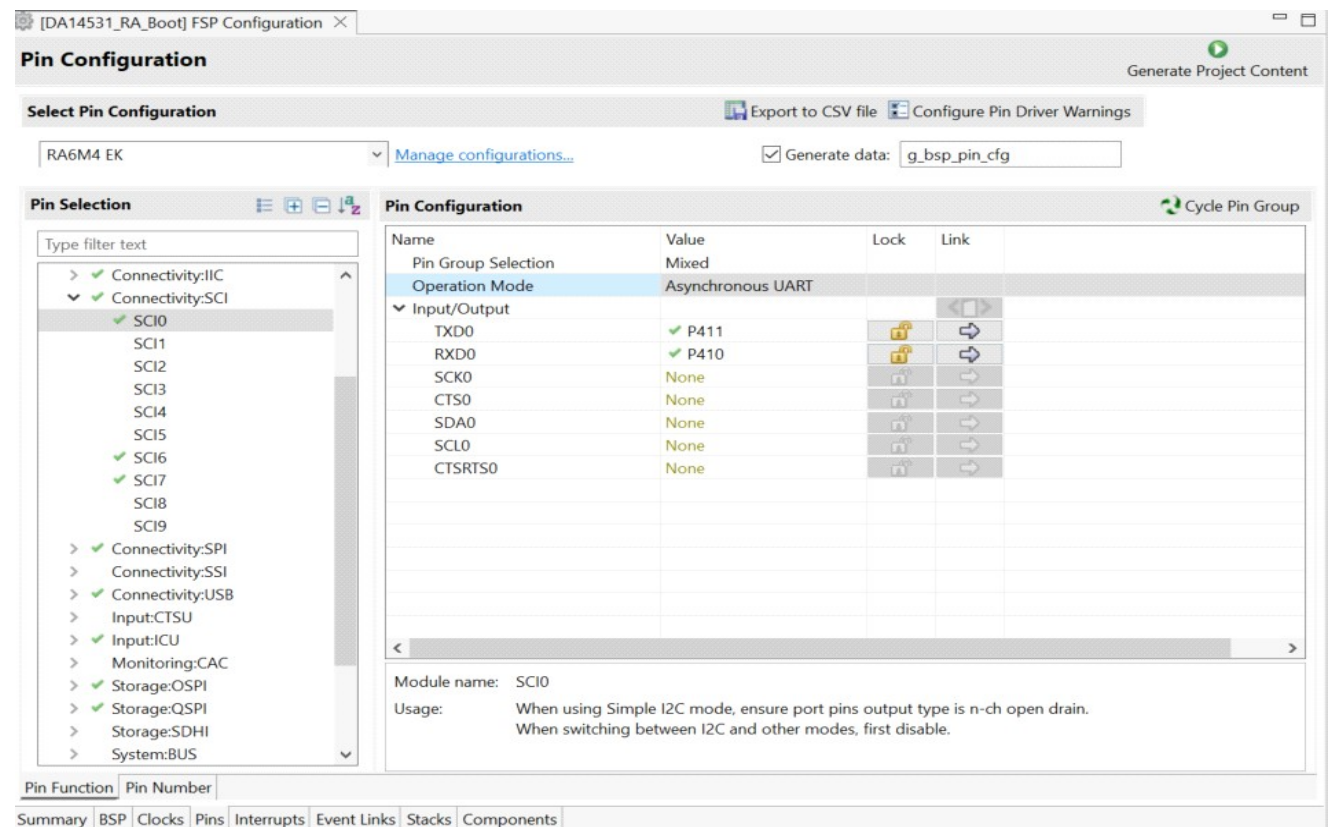 [DA14531_RA_Boot] FSP Configuration
Pin Configuration
Generate Project Content
Select Pin Configuration
Export to CSV file Configure Pin Driver Warnings
RA6M4 EK Manage configurations... Generate data: g_bsp_pin_cfg
Pin Selection
Type filter text
Connectivity:IIC
Connectivity:SCI
SCI0
SCI1
SCI2
SCI3
SCI4
SCI5
SCI6
SCI7
SCI8
SCI9
Connectivity:SPI
Connectivity:SSI
Connectivity:USB
Input:CTSU
Input:ICU
Monitoring:CAC
Storage:OSPI
Storage:QSPI
Storage:SDHI
System:BUS
Pin Configuration Cycle Pin Group
Name Value Lock Link
Pin Group Selection Mixed
Operation Mode Asynchronous UART
Input/Output
TXD0 P411
RXD0 P410
SCK0 None
CTS0 None
SDA0 None
SCL0 None
CTSRTS0 None
Module name: SCI0
Usage: When using Simple I2C mode, ensure port pins output type is n-ch open drain.
When switching between I2C and other modes, first disable.
Pin Function Pin Number
Summary BSP Clocks Pins Interrupts Event Links Stacks Components